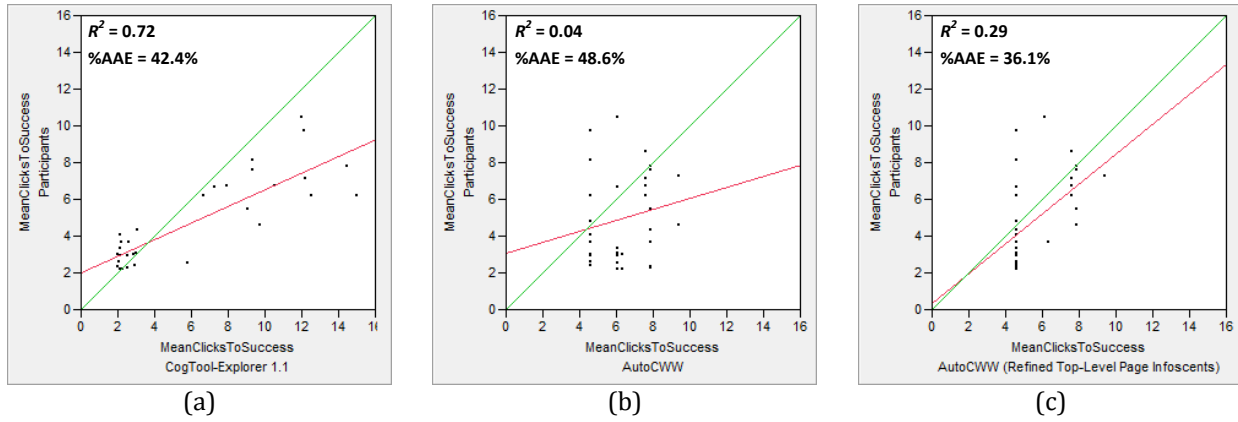 R² = 0.72
%AAE = 42.4%
16
14
12
10
8
6
4
2
0
MeanClicksToSuccess
Participants
0 2 4 6 8 10 12 14 16
MeanClicksToSuccess
CogTool-Explorer 1.1
(a)
R² = 0.04
%AAE = 48.6%
16
14
12
10
8
6
4
2
0
MeanClicksToSuccess
Participants
0 2 4 6 8 10 12 14 16
MeanClicksToSuccess
AutoCWW
(b)
R² = 0.29
%AAE = 36.1%
16
14
12
10
8
6
4
2
0
MeanClicksToSuccess
Participants
0 2 4 6 8 10 12 14 16
MeanClicksToSuccess
AutoCWW (Refined Top-Level Page Infoscents)
(c)